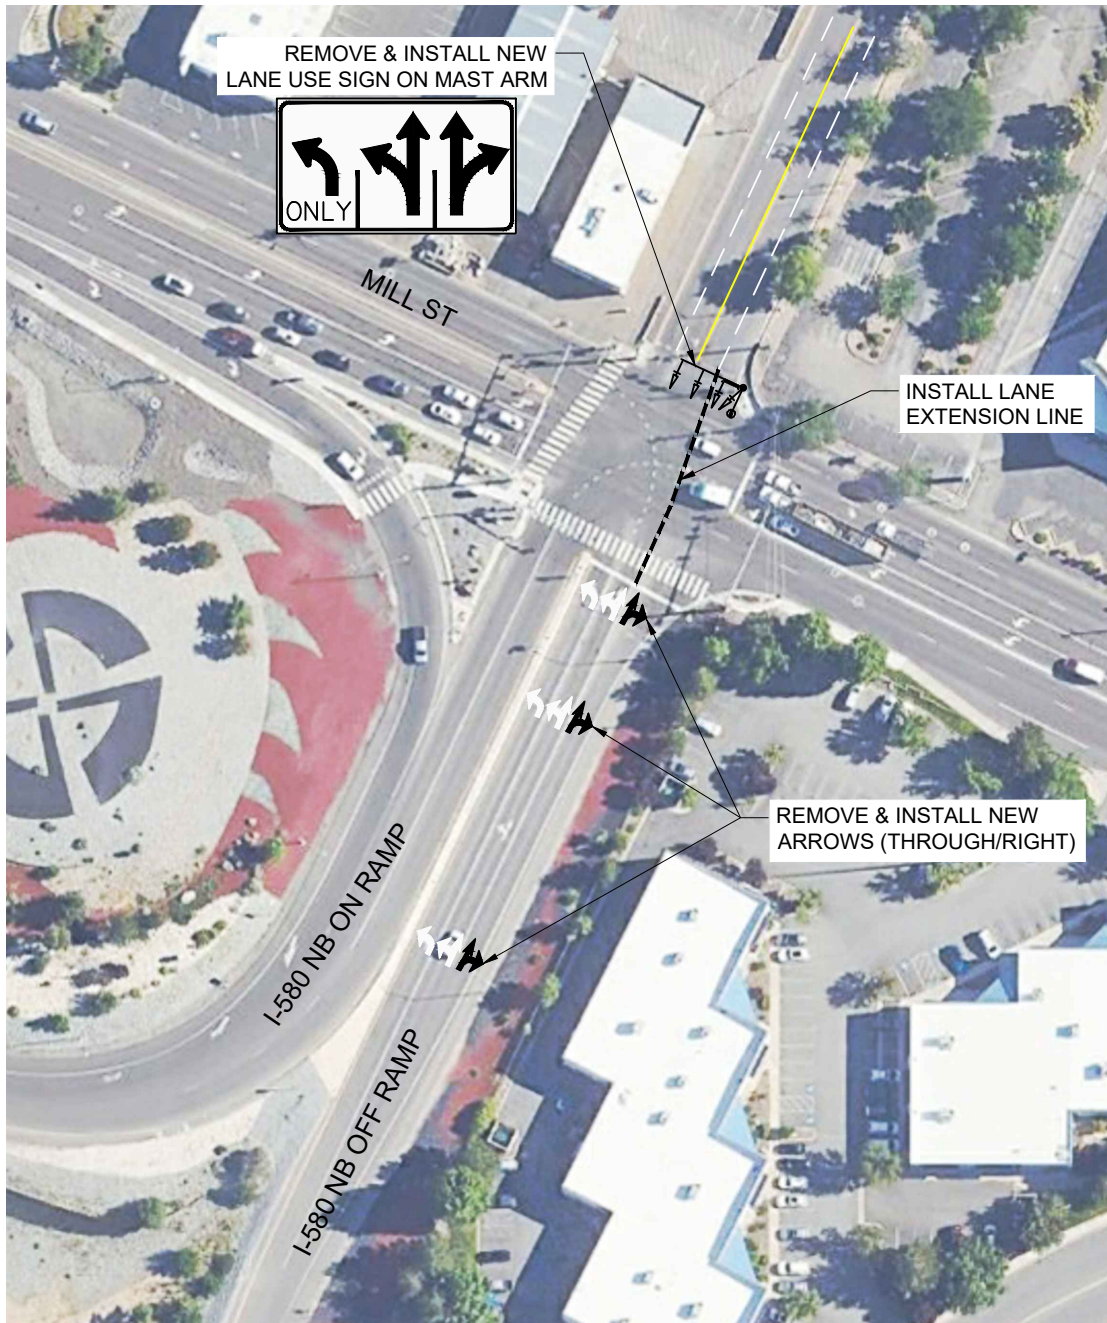 REMOVE & INSTALL NEW
LANE USE SIGN ON MAST ARM
ONLY
MILL ST
INSTALL LANE
EXTENSION LINE
REMOVE & INSTALL NEW
ARROWS (THROUGH/RIGHT)
I-580 NB ON RAMP
I-580 NB OFF RAMP